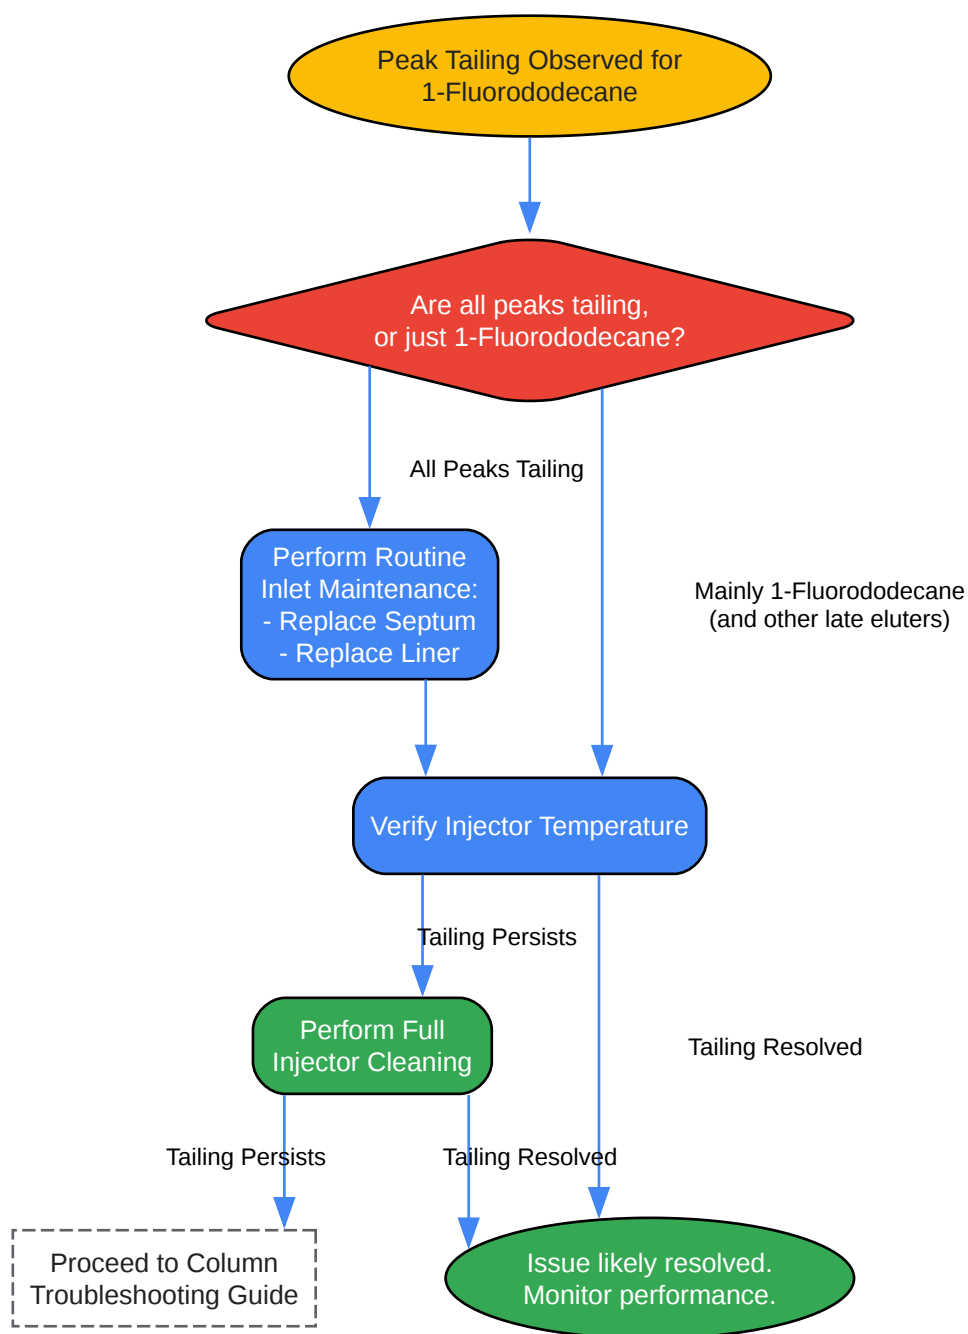 Peak Tailing Observed for
1-Fluorododecane
Are all peaks tailing,
or just 1-Fluorododecane?
All Peaks Tailing
Perform Routine
Inlet Maintenance:
- Replace Septum
- Replace Liner
Mainly 1-Fluorododecane
(and other late eluters)
Verify Injector Temperature
Tailing Persists
Perform Full
Injector Cleaning
Tailing Resolved
Tailing Persists
Tailing Resolved
Proceed to Column
Troubleshooting Guide
Issue likely resolved.
Monitor performance.